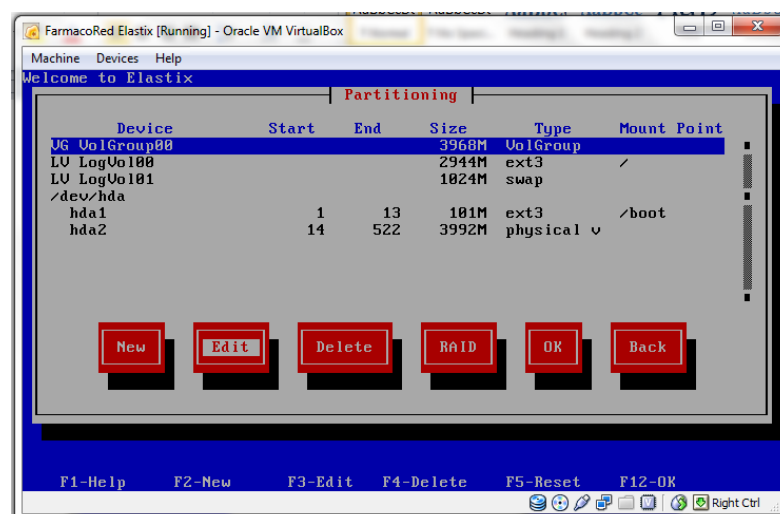 FarmacoRed Elastix [Running] - Oracle VM VirtualBox
Machine Devices Help
Welcome to Elastix
Partitioning
Device Start End Size Type Mount Point
VG VolGroup00 3968M VolGroup
LV LogVol00 2944M ext3 /
LV LogVol01 1024M swap
/dev/hda
hda1 1 13 101M ext3 /boot
hda2 14 522 3992M physical v
New Edit Delete RAID OK Back
F1-Help F2-New F3-Edit F4-Delete F5-Reset F12-OK
Right Ctrl